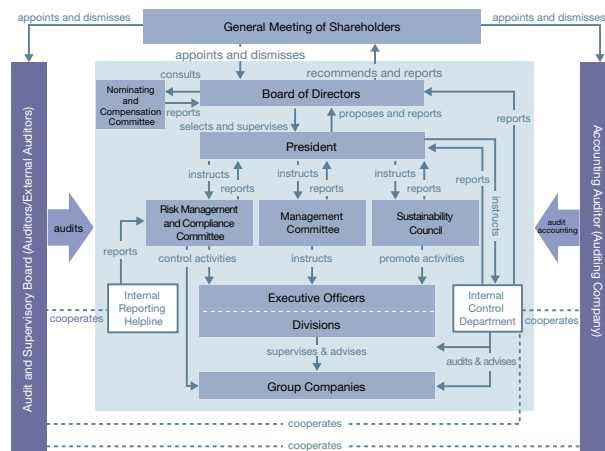 General Meeting of Shareholders
appoints and dismisses
appoints and dismisses
appoints and dismisses
recommends and reports
consults
Nominating and
Compensation
Committee
reports
Board of Directors
selects and supervises
proposes and reports
President
reports
reports
instructs
instructs
reports
instructs
reports
instructs
reports
Risk Management
and Compliance
Committee
Management
Committee
Sustainability
Council
audits
audit
accounting
Audit and Supervisory Board (Auditors/External Auditors)
Accounting Auditor (Auditing Company)
reports
control activities
instructs
promote activities
Internal
Reporting
Helpline
Executive Officers
Divisions
Internal
Control
Department
cooperates
cooperates
supervises & advises
audits & advises
Group Companies
cooperates
cooperates